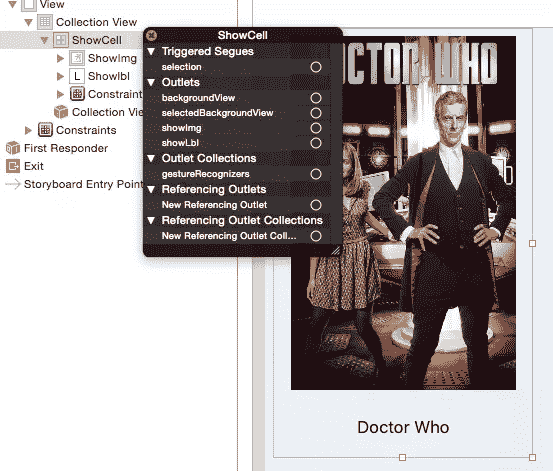 View
Collection View
ShowCell
ShowImg
L Showlbl
Constraint
Collection View
Constraints
First Responder
Exit
Storyboard Entry Point
ShowCell
Triggered Segues
selection
Outlets
backgroundView
selectedBackgroundView
showImg
showLbl
Outlet Collections
gestureRecognizers
Referencing Outlets
New Referencing Outlet
Referencing Outlet Collections
New Referencing Outlet Coll...
OCTOR WHO
Doctor Who